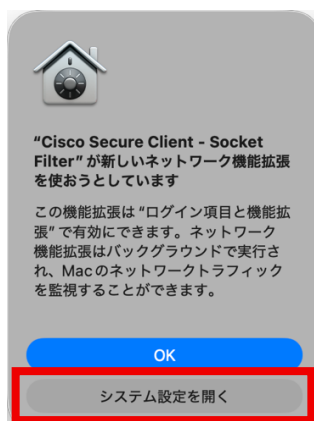 “Cisco Secure Client - Socket
Filter”が新しいネットワーク機能拡張
を使おうとしています
この機能拡張は“ログイン項目と機能拡
張”で有効にできます。ネットワーク
機能拡張はバックグラウンドで実行さ
れ、Macのネットワークトラフィック
を監視することができます。
OK
システム設定を開く